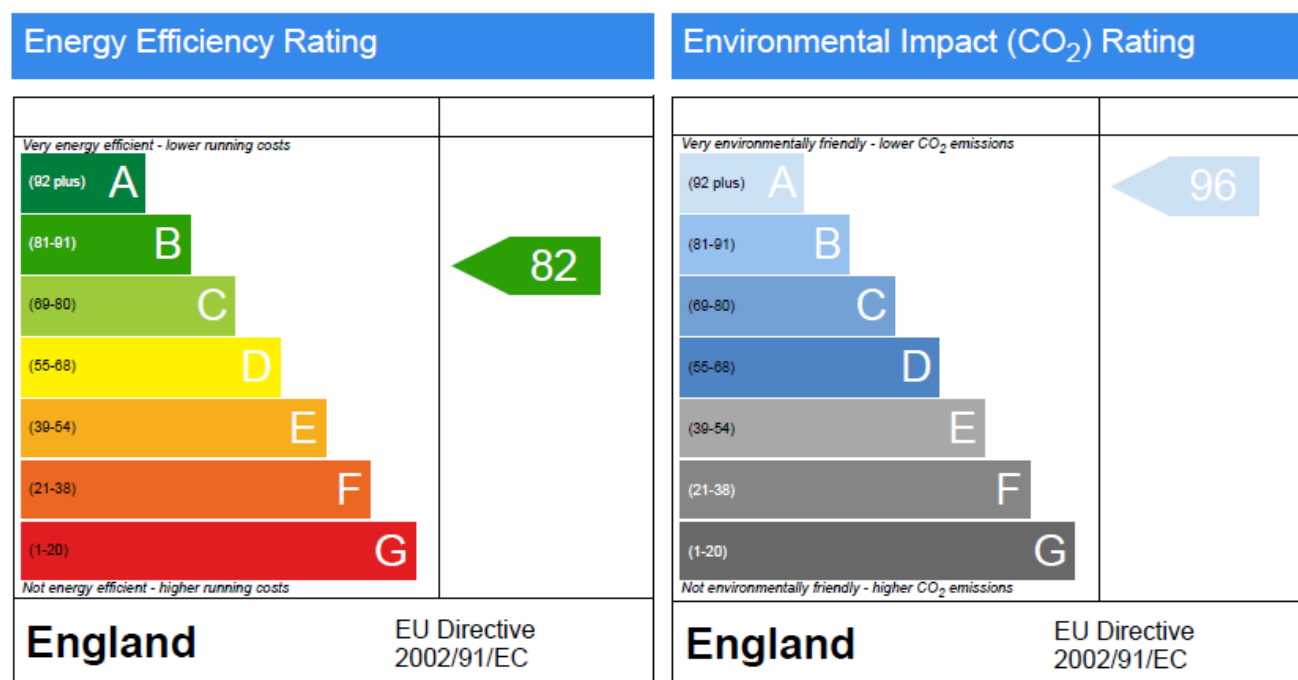 Energy Efficiency Rating
Very energy efficient - lower running costs
(92 plus) A
(81-91) B
(69-80) C
(55-68) D
(39-54) E
(21-38) F
(1-20) G
Not energy efficient - higher running costs
82
England
EU Directive
2002/91/EC
Environmental Impact (CO₂) Rating
Very environmentally friendly - lower CO₂ emissions
(92 plus) A
(81-91) B
(69-80) C
(55-68) D
(39-54) E
(21-38) F
(1-20) G
Not environmentally friendly - higher CO₂ emissions
96
England
EU Directive
2002/91/EC